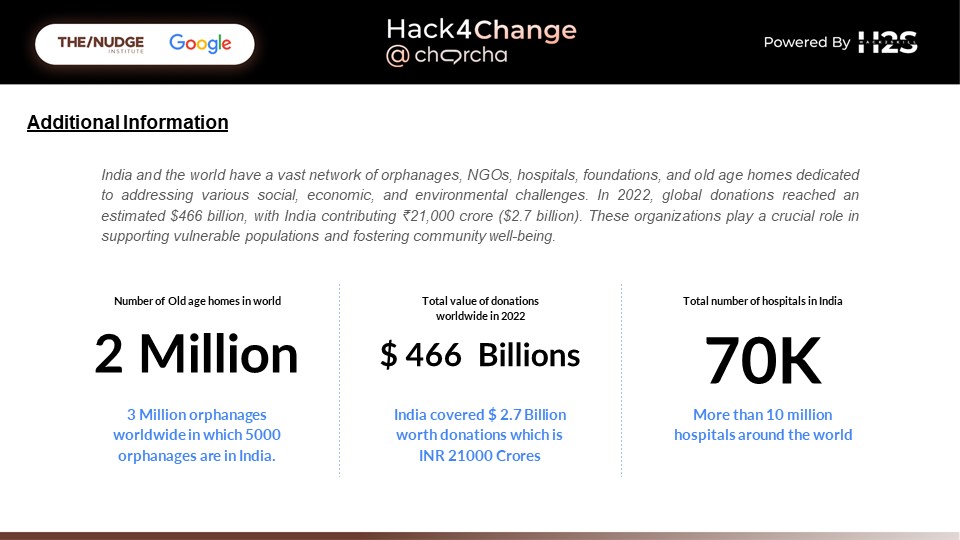 THE/NUDGE
INSTITUTE
Google
Hack4Change
@ chorcha
Powered By H2S
Additional Information
India and the world have a vast network of orphanages, NGOs, hospitals, foundations, and old age homes dedicated
to addressing various social, economic, and environmental challenges. In 2022, global donations reached an
estimated $466 billion, with India contributing ₹21,000 crore ($2.7 billion). These organizations play a crucial role in
supporting vulnerable populations and fostering community well-being.
Number of Old age homes in world
2 Million
3 Million orphanages
worldwide in which 5000
orphanages are in India.
Total value of donations
worldwide in 2022
$ 466 Billions
India covered $ 2.7 Billion
worth donations which is
INR 21000 Crores
Total number of hospitals in India
70K
More than 10 million
hospitals around the world